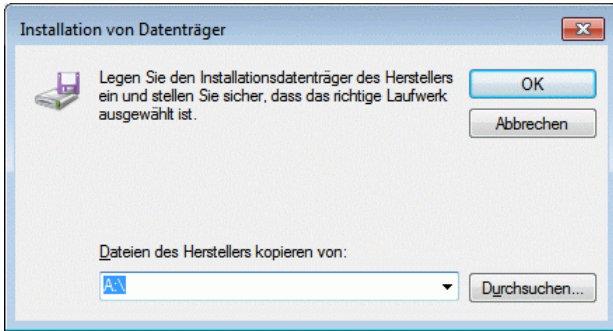 Installation von Datenträger
Legen Sie den Installationsdatenträger des Herstellers
ein und stellen Sie sicher, dass das richtige Laufwerk
ausgewählt ist.
OK
Abbrechen
Dateien des Herstellers kopieren von:
A:\
Durchsuchen...